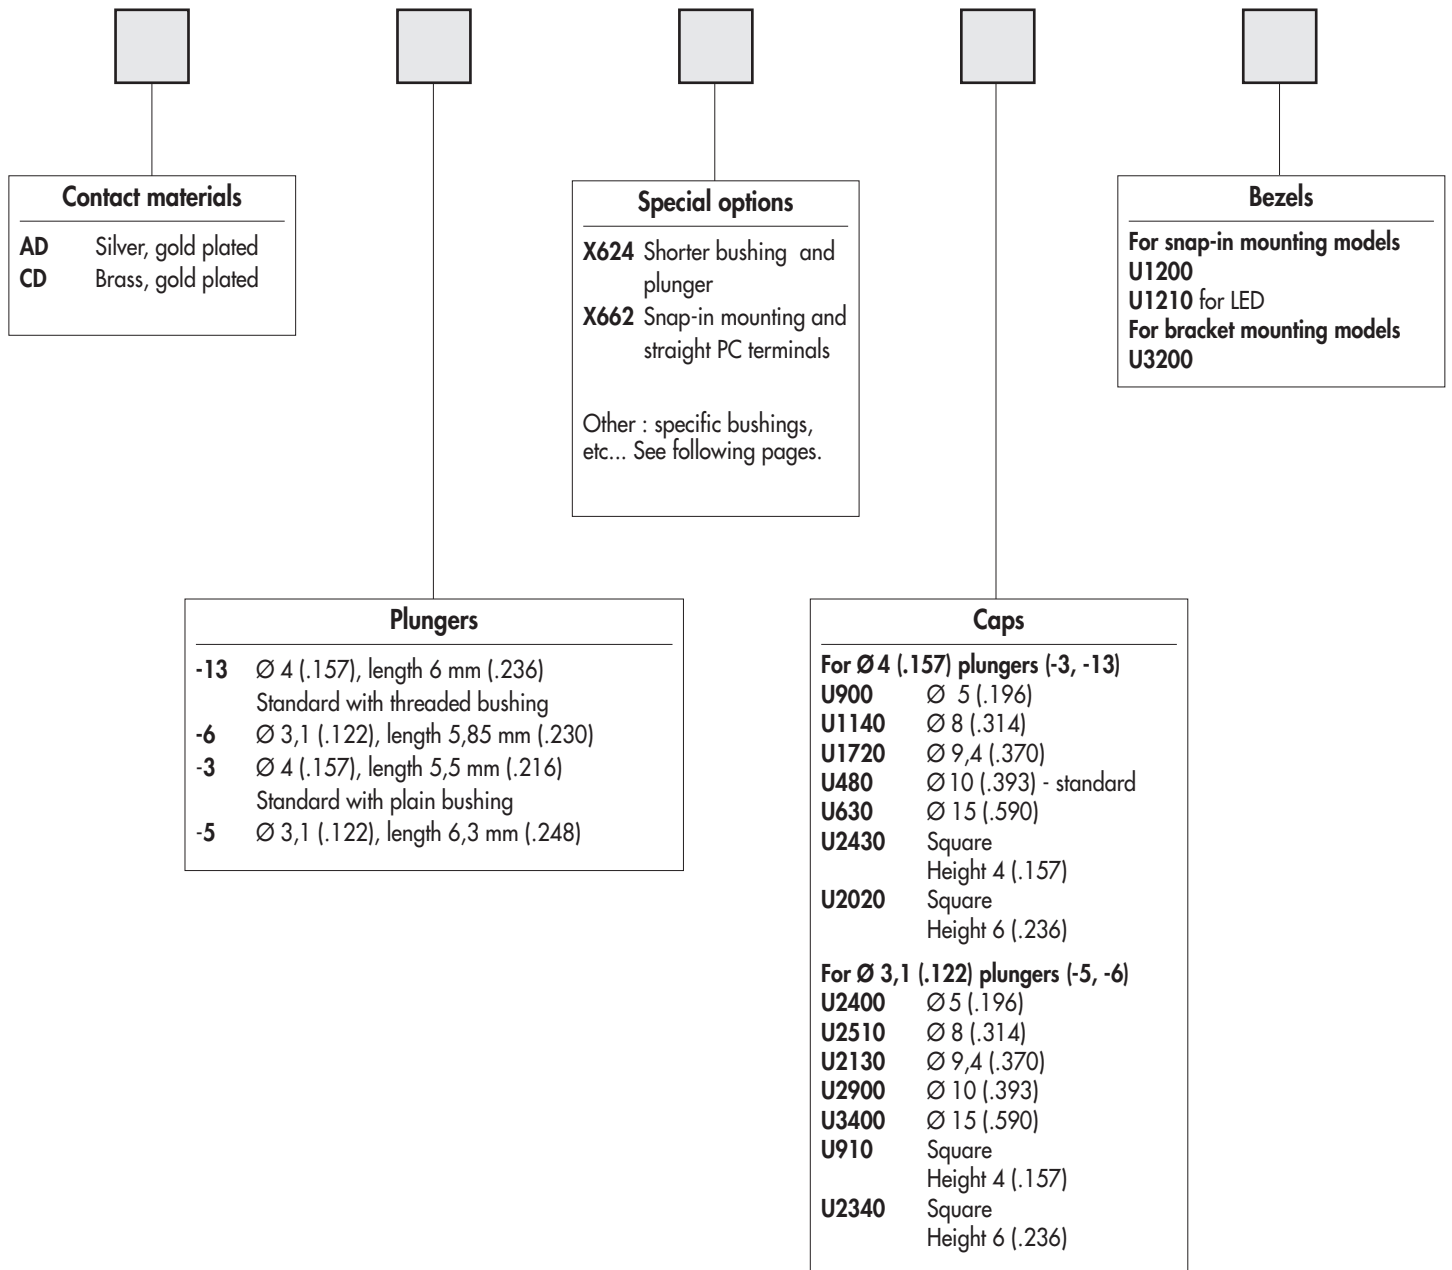 Contact materials
AD Silver, gold plated
CD Brass, gold plated
Special options
X624 Shorter bushing and
plunger
X662 Snap-in mounting and
straight PC terminals
Other : specific bushings,
etc... See following pages.
Bezels
For snap-in mounting models
U1200
U1210 for LED
For bracket mounting models
U3200
Plungers
-13 Ø 4 (.157), length 6 mm (.236)
Standard with threaded bushing
-6 Ø 3,1 (.122), length 5,85 mm (.230)
-3 Ø 4 (.157), length 5,5 mm (.216)
Standard with plain bushing
-5 Ø 3,1 (.122), length 6,3 mm (.248)
Caps
For Ø 4 (.157) plungers (-3, -13)
U900 Ø 5 (.196)
U1140 Ø 8 (.314)
U1720 Ø 9,4 (.370)
U480 Ø 10 (.393) - standard
U630 Ø 15 (.590)
U2430 Square
Height 4 (.157)
U2020 Square
Height 6 (.236)
For Ø 3,1 (.122) plungers (-5, -6)
U2400 Ø 5 (.196)
U2510 Ø 8 (.314)
U2130 Ø 9,4 (.370)
U2900 Ø 10 (.393)
U3400 Ø 15 (.590)
U910 Square
Height 4 (.157)
U2340 Square
Height 6 (.236)